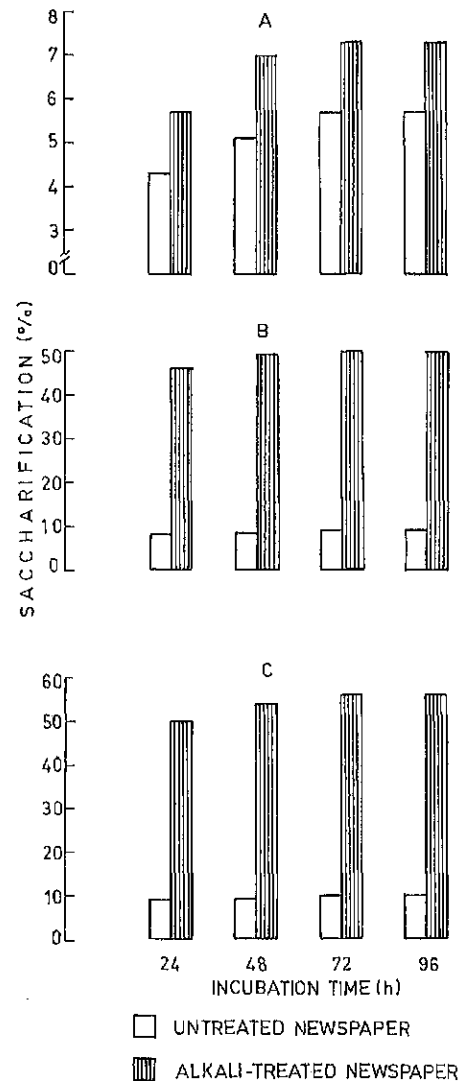 A
8
7
6
5
4
3
0
B
50
40
30
20
10
0
C
60
50
40
30
20
10
0
SACCHARIFICATION (%)
24 48 72 96
INCUBATION TIME (h)
UNTREATED NEWSPAPER
ALKALI-TREATED NEWSPAPER